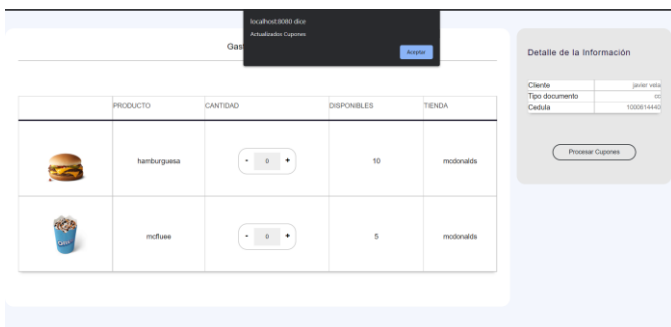 localhost:8080 dice
Actualizados Cupones
Aceptar
Gas
Detalle de la Información
Cliente javier vela
Tipo documento cc
Cedula 1000614440
Procesar Cupones
PRODUCTO CANTIDAD DISPONIBLES TIENDA
hamburguesa - 0 + 10 mcdonalds
mcfluee - 0 + 5 mcdonalds